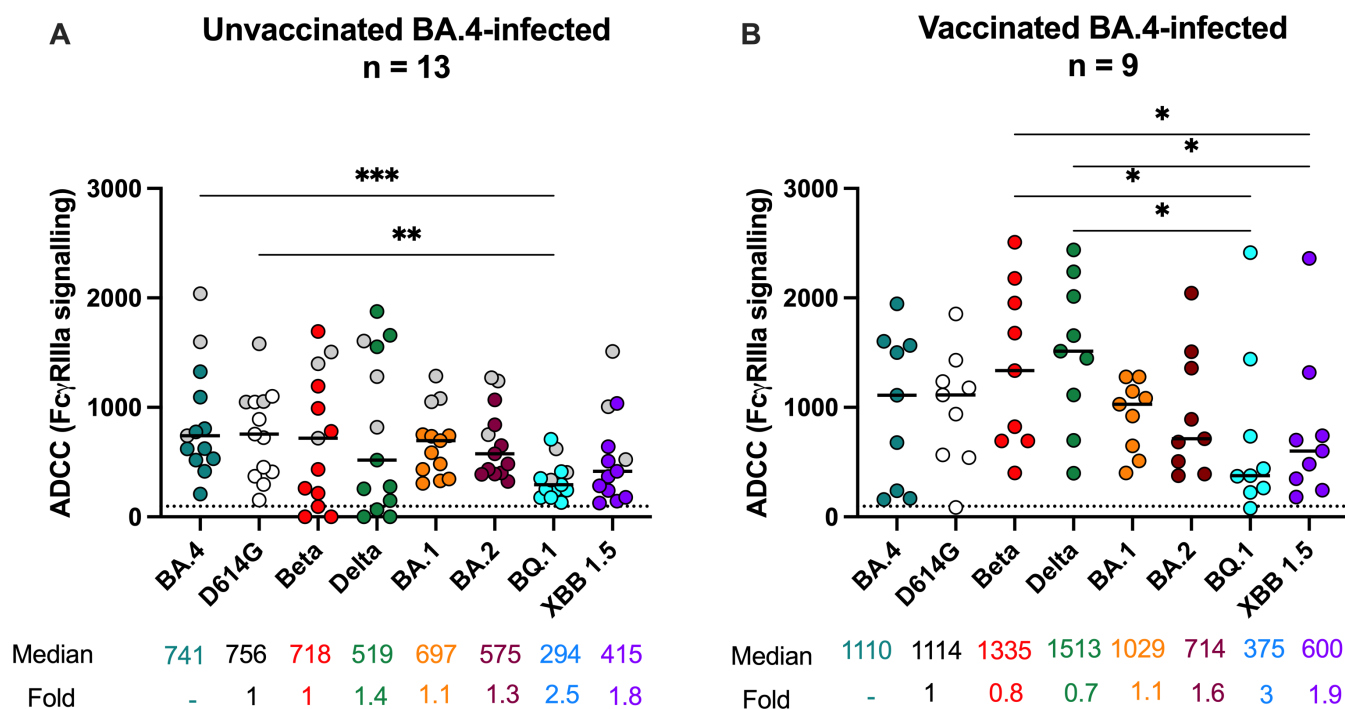 A
Unvaccinated BA.4-infected
n = 13
***
**
ADCC (FcγRIIIa signalling)
3000
2000
1000
0
BA.4
D614G
Beta
Delta
BA.1
BA.2
BQ.1
XBB 1.5
Median 741 756 718 519 697 575 294 415
Fold - 1 1 1.4 1.1 1.3 2.5 1.8
B
Vaccinated BA.4-infected
n = 9
*
*
*
*
ADCC (FcγRIIIa signalling)
3000
2000
1000
0
BA.4
D614G
Beta
Delta
BA.1
BA.2
BQ.1
XBB 1.5
Median 1110 1114 1335 1513 1029 714 375 600
Fold - 1 0.8 0.7 1.1 1.6 3 1.9